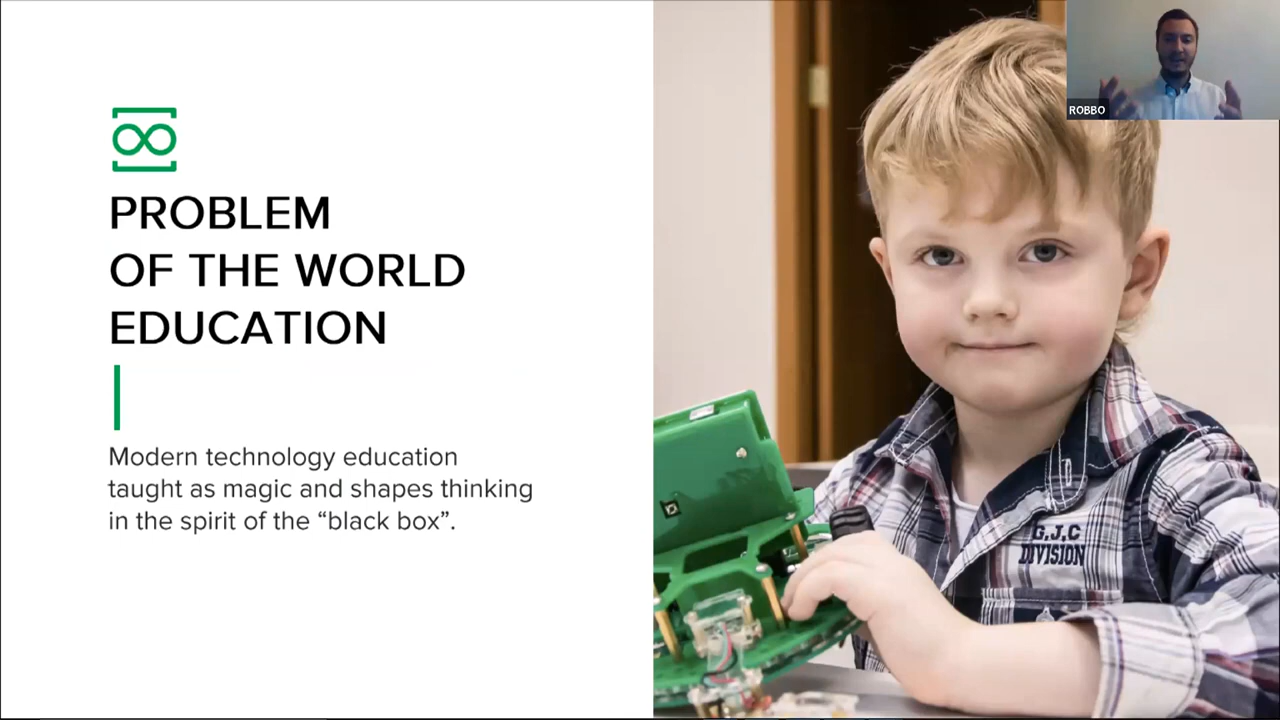 PROBLEM
OF THE WORLD
EDUCATION
Modern technology education
taught as magic and shapes thinking
in the spirit of the “black box”.
ROBBO
G.J.C
DIVISION